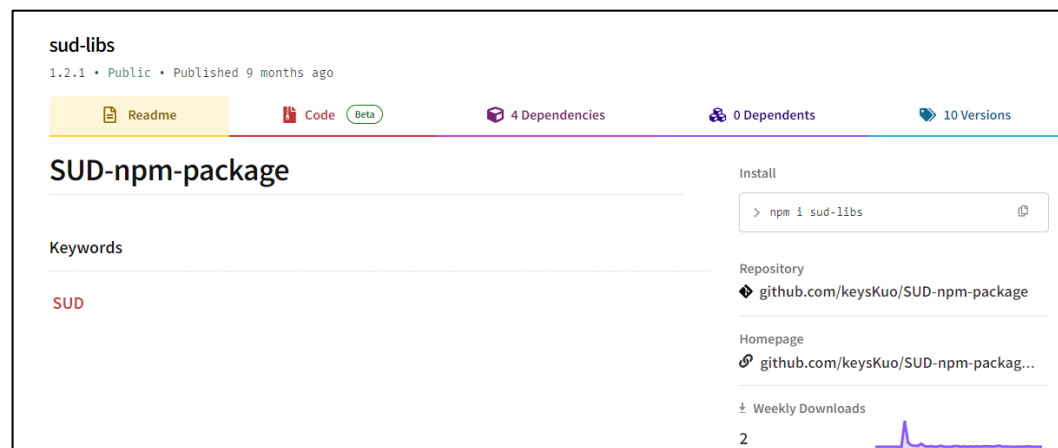 sud-libs
1.2.1 • Public • Published 9 months ago
Readme
Code Beta
4 Dependencies
0 Dependents
10 Versions
SUD-npm-package
Keywords
SUD
Install
> npm i sud-libs
Repository
github.com/keysKuo/SUD-npm-package
Homepage
github.com/keysKuo/SUD-npm-packag...
Weekly Downloads
2